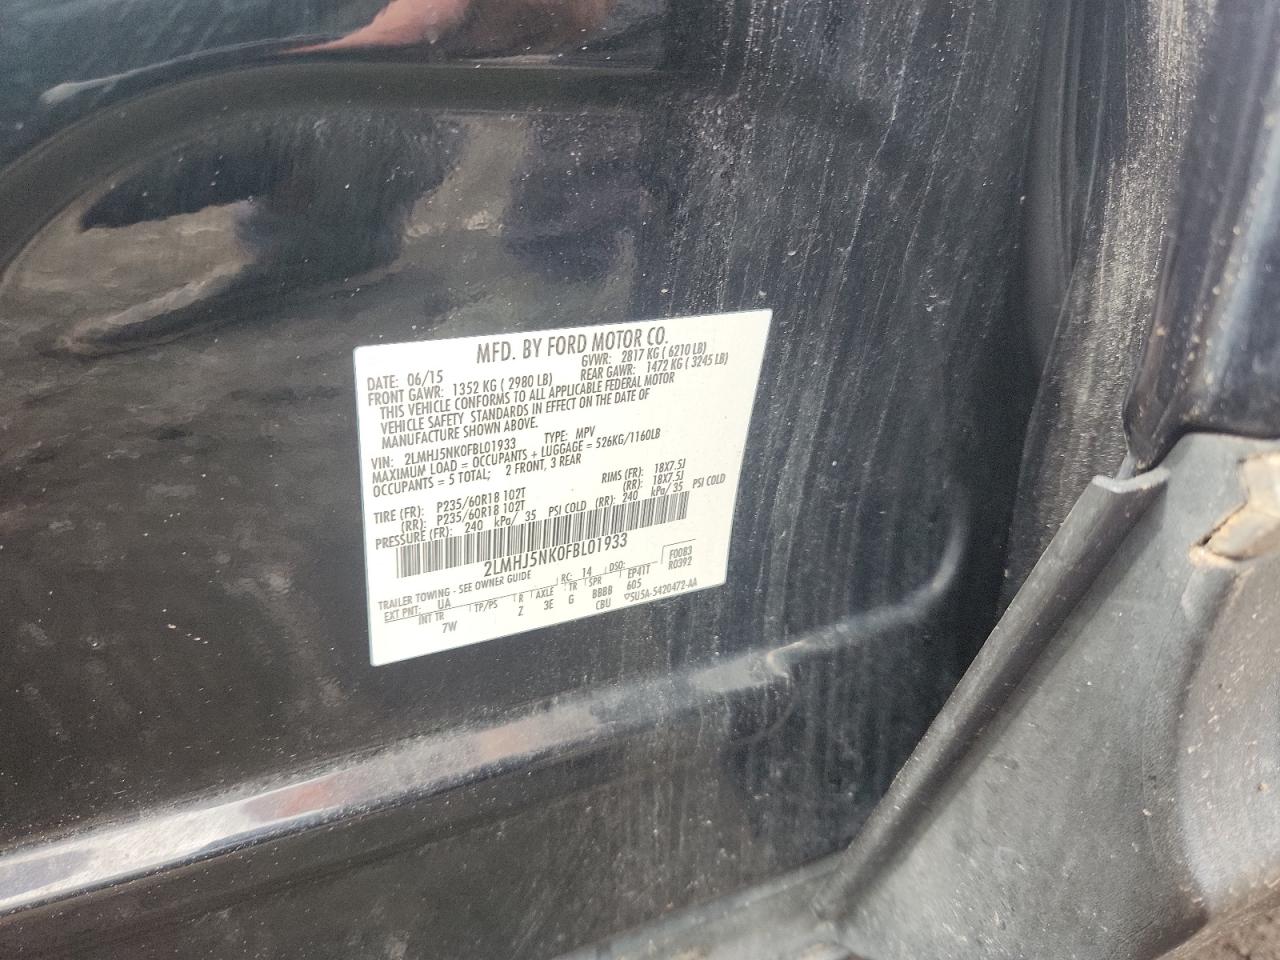 MFD. BY FORD MOTOR CO.
DATE: 06/15 GVWR: 2817 KG ( 6210 LB)
FRONT GAWR: 1352 KG ( 2980 LB) REAR GAWR: 1472 KG ( 3245 LB)
THIS VEHICLE CONFORMS TO ALL APPLICABLE FEDERAL MOTOR
VEHICLE SAFETY STANDARDS IN EFFECT ON THE DATE OF
MANUFACTURE SHOWN ABOVE.
VIN: 2LMHJ5NK0FBL01933 TYPE: MPV
MAXIMUM LOAD = OCCUPANTS + LUGGAGE = 526KG/1160LB
OCCUPANTS = 5 TOTAL; 2 FRONT, 3 REAR
TIRE (FR): P235/60R18 102T RIMS (FR): 18X7.5J
(RR): P235/60R18 102T (RR): 18X7.5J
PRESSURE (FR): 240 kPa/ 35 PSI COLD (RR): 240 kPa/ 35 PSI COLD
2LMHJ5NK0FBL01933
TRAILER TOWING - SEE OWNER GUIDE F0083
EXT PNT: UA RC: 14 DSO: R0392
INT TR TP/PS R AXLE TR SPR EP41T
7W Z 3E G BBBB 605
CBU ▽5U5A-5420472-AA